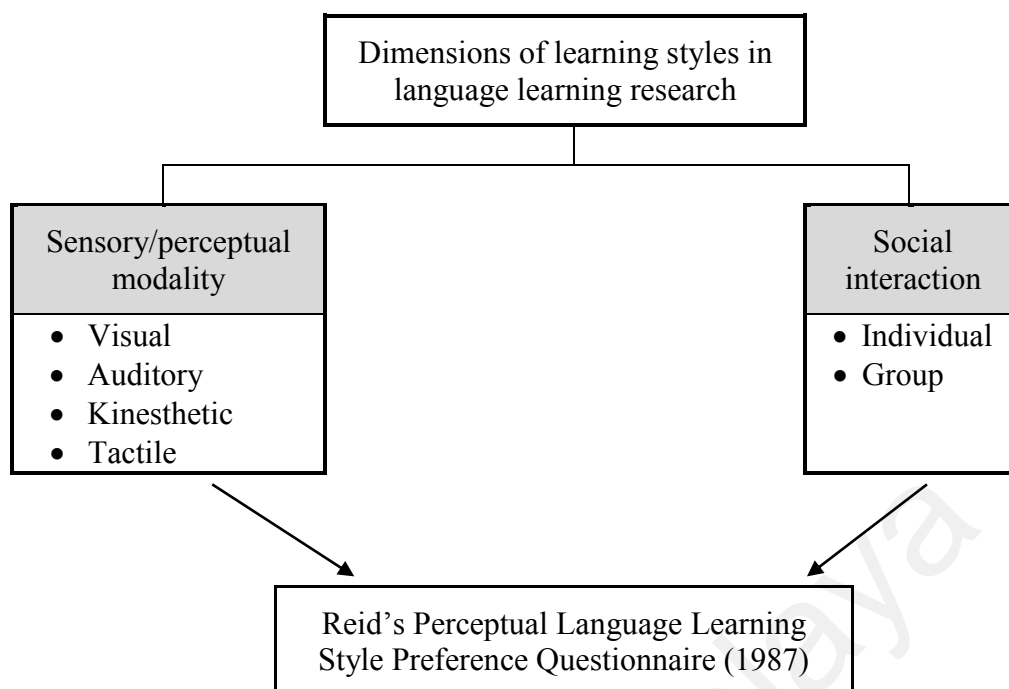 Dimensions of learning styles in
language learning research
Sensory/perceptual
modality
• Visual
• Auditory
• Kinesthetic
• Tactile
Social
interaction
• Individual
• Group
Reid’s Perceptual Language Learning
Style Preference Questionnaire (1987)